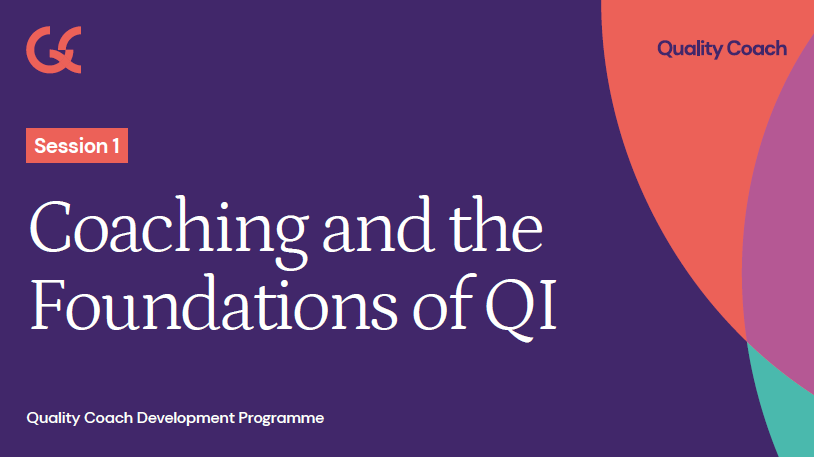 Quality Coach
Session 1
Coaching and the
Foundations of QI
Quality Coach Development Programme